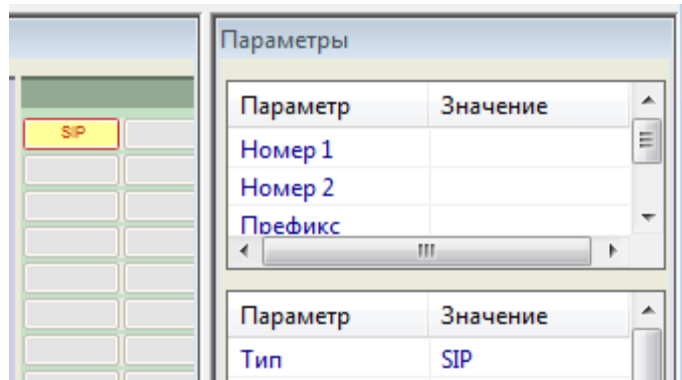 Параметры
Параметр Значение
SIP
Номер 1
Номер 2
Префикс
Параметр Значение
Тип SIP